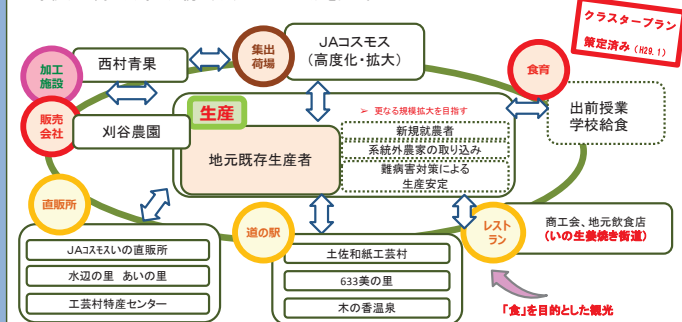 クラスタープラン
策定済み（H29.1）
加工
施設
西村青果
集出
荷場
JAコスモス
（高度化・拡大）
食育
出前授業
学校給食
販売
会社
刈谷農園
生産
➢ 更なる規模拡大を目指す
地元既存生産者
新規就農者
系統外農家の取り込み
難病害対策による
生産安定
直販所
JAコスモスいの直販所
水辺の里 あいの里
工芸村特産センター
道の駅
土佐和紙工芸村
633美の里
木の香温泉
レスト
ラン
商工会、地元飲食店
（いの生姜焼き街道）
「食」を目的とした観光